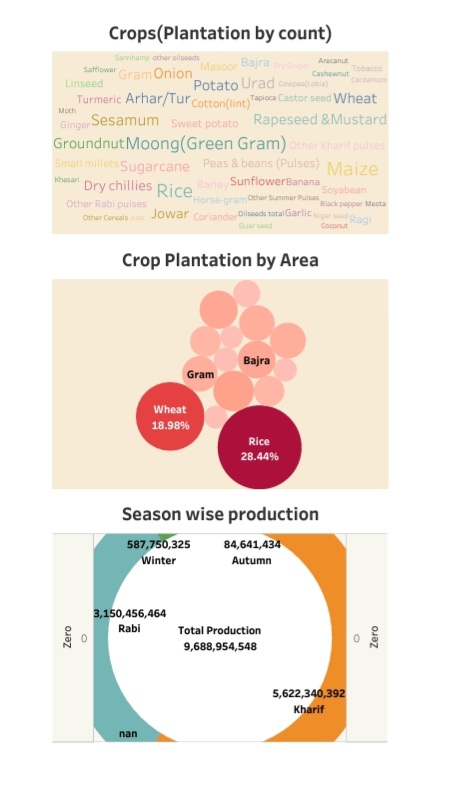 Crops(Plantation by count)
Sannhamp other oilseeds
Safflower Gram Onion Masoor Bajra Dry Ginger Arecanut
Cashewnut Tobacco
Linseed Potato Urad Cowpea(Lobia) Cardamom
Turmeric Arhar/Tur Cotton(lint) Tapioca Castor seed Wheat
Moth Ginger Sesamum Sweet potato Rapeseed &Mustard
Groundnut Moong(Green Gram) Other Kharif pulses
Small millets Sugarcane Peas & beans (Pulses) Maize
Khesari Dry chillies Rice Barley Sunflower Banana Soyabean
Other Rabi pulses Horse-gram Other Summer Pulses Black pepper Mesta
Other Cereals Jute Jowar Coriander Oilseeds total Garlic Niger seed Ragi
Guar seed Coconut
Crop Plantation by Area
Bajra
Gram
Wheat
18.98%
Rice
28.44%
Season wise production
587,750,325
Winter
84,641,434
Autumn
3,150,456,464
Rabi
Total Production
9,688,954,548
Zero
0
0
Zero
5,622,340,392
Kharif
nan